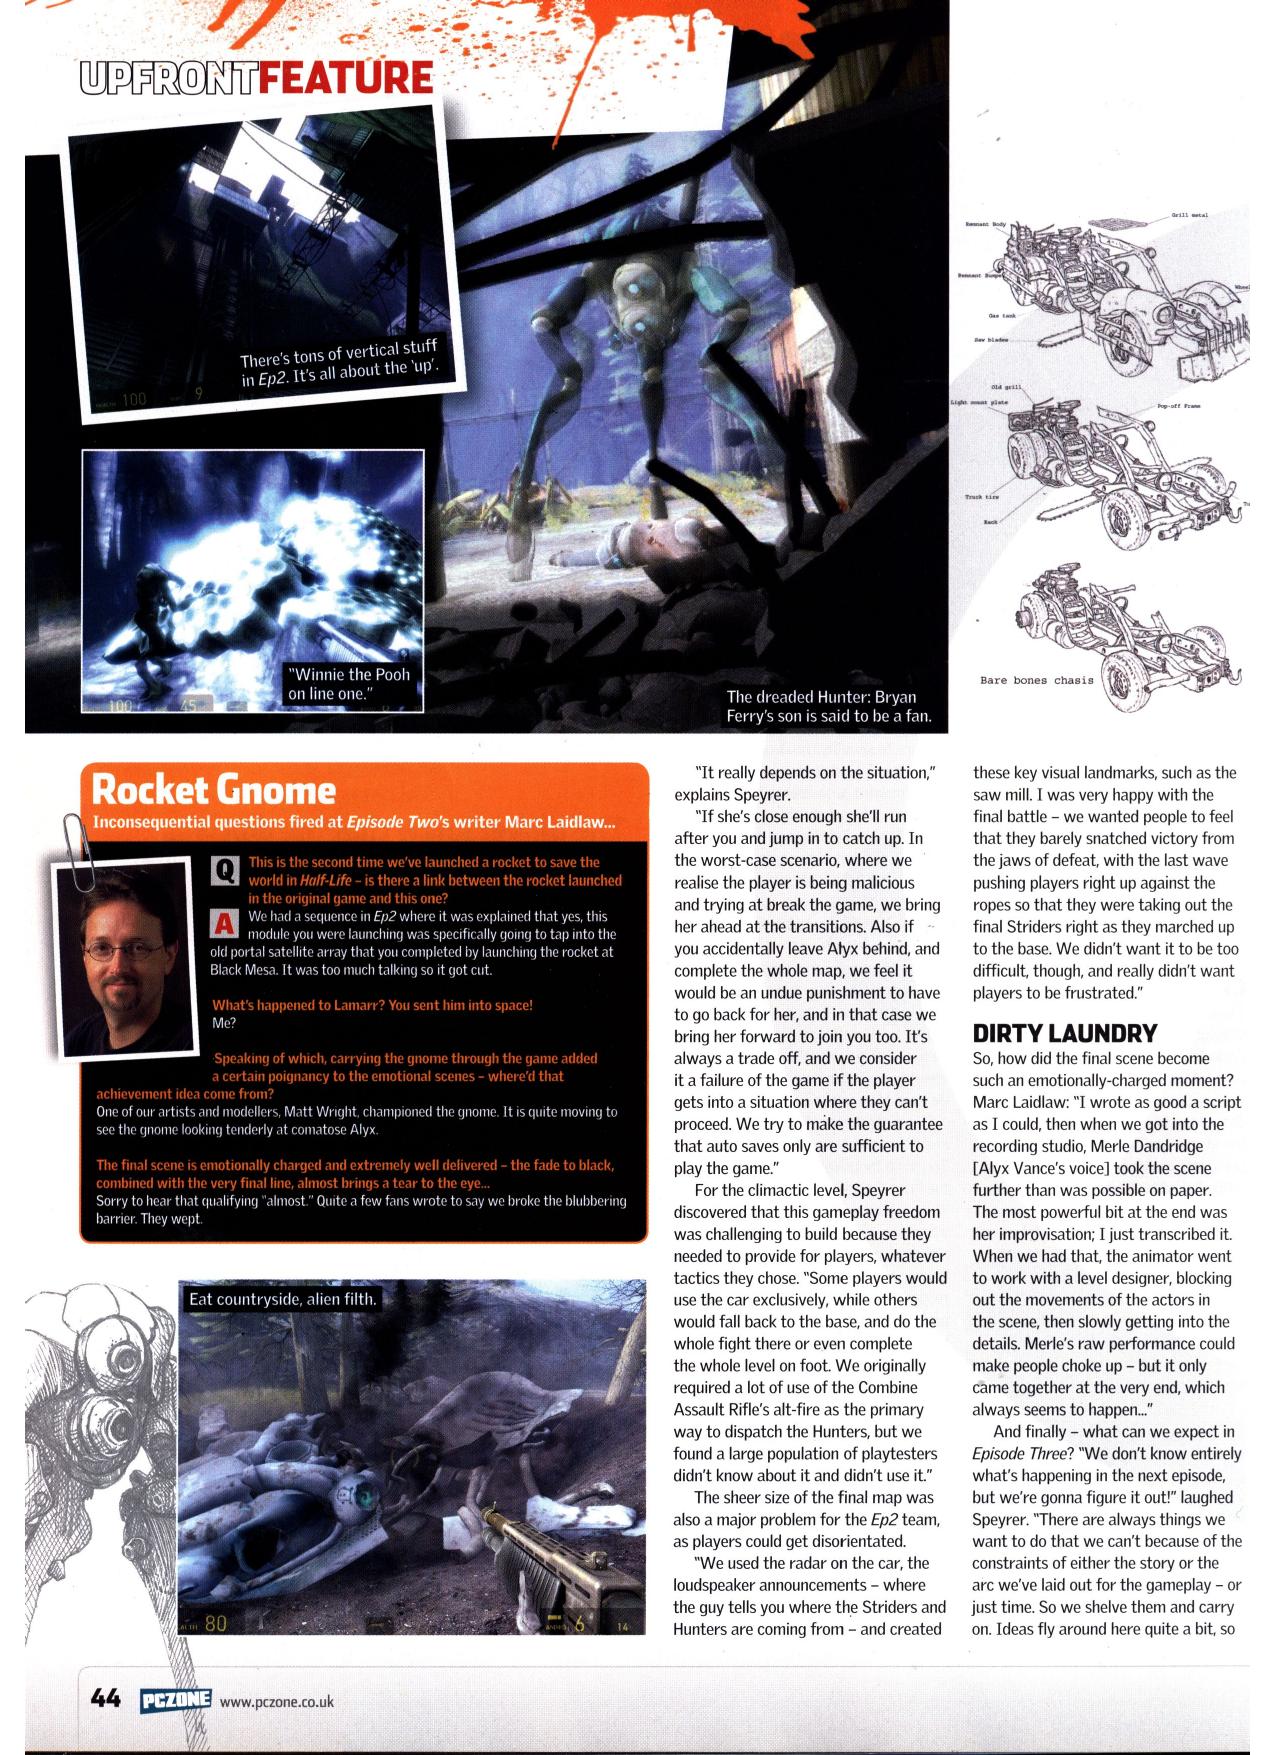 UPFRONTFEATURE
There's tons of vertical stuff
in Ep2. It's all about the 'up'.
100 9
"Winnie the Pooh
on line one."
100 45
The dreaded Hunter: Bryan
Ferry's son is said to be a fan.
Grill metal
Remnant Body
Remnant Bumper
Gas tank
Saw blades
Old grill
Light mount plate
Pop-off Frame
Truck tire
Rack
Bare bones chasis
Rocket Gnome
Inconsequential questions fired at Episode Two's writer Marc Laidlaw...
Q This is the second time we've launched a rocket to save the
world in Half-Life – is there a link between the rocket launched
in the original game and this one?
A We had a sequence in Ep2 where it was explained that yes, this
module you were launching was specifically going to tap into the
old portal satellite array that you completed by launching the rocket at
Black Mesa. It was too much talking so it got cut.
What's happened to Lamarr? You sent him into space!
Me?
Speaking of which, carrying the gnome through the game added
a certain poignancy to the emotional scenes – where'd that
achievement idea come from?
One of our artists and modellers, Matt Wright, championed the gnome. It is quite moving to
see the gnome looking tenderly at comatose Alyx.
The final scene is emotionally charged and extremely well delivered – the fade to black,
combined with the very final line, almost brings a tear to the eye...
Sorry to hear that qualifying "almost." Quite a few fans wrote to say we broke the blubbering
barrier. They wept.
Eat countryside, alien filth.
80 6 14
"It really depends on the situation,"
explains Speyrer.
"If she's close enough she'll run
after you and jump in to catch up. In
the worst-case scenario, where we
realise the player is being malicious
and trying at break the game, we bring
her ahead at the transitions. Also if
you accidentally leave Alyx behind, and
complete the whole map, we feel it
would be an undue punishment to have
to go back for her, and in that case we
bring her forward to join you too. It's
always a trade off, and we consider
it a failure of the game if the player
gets into a situation where they can't
proceed. We try to make the guarantee
that auto saves only are sufficient to
play the game."
For the climactic level, Speyrer
discovered that this gameplay freedom
was challenging to build because they
needed to provide for players, whatever
tactics they chose. "Some players would
use the car exclusively, while others
would fall back to the base, and do the
whole fight there or even complete
the whole level on foot. We originally
required a lot of use of the Combine
Assault Rifle's alt-fire as the primary
way to dispatch the Hunters, but we
found a large population of playtesters
didn't know about it and didn't use it."
The sheer size of the final map was
also a major problem for the Ep2 team,
as players could get disorientated.
"We used the radar on the car, the
loudspeaker announcements – where
the guy tells you where the Striders and
Hunters are coming from – and created
these key visual landmarks, such as the
saw mill. I was very happy with the
final battle – we wanted people to feel
that they barely snatched victory from
the jaws of defeat, with the last wave
pushing players right up against the
ropes so that they were taking out the
final Striders right as they marched up
to the base. We didn't want it to be too
difficult, though, and really didn't want
players to be frustrated."
DIRTY LAUNDRY
So, how did the final scene become
such an emotionally-charged moment?
Marc Laidlaw: "I wrote as good a script
as I could, then when we got into the
recording studio, Merle Dandridge
[Alyx Vance's voice] took the scene
further than was possible on paper.
The most powerful bit at the end was
her improvisation; I just transcribed it.
When we had that, the animator went
to work with a level designer, blocking
out the movements of the actors in
the scene, then slowly getting into the
details. Merle's raw performance could
make people choke up – but it only
came together at the very end, which
always seems to happen..."
And finally – what can we expect in
Episode Three? "We don't know entirely
what's happening in the next episode,
but we're gonna figure it out!" laughed
Speyrer. "There are always things we
want to do that we can't because of the
constraints of either the story or the
arc we've laid out for the gameplay – or
just time. So we shelve them and carry
on. Ideas fly around here quite a bit, so
44 PCZONE www.pczone.co.uk